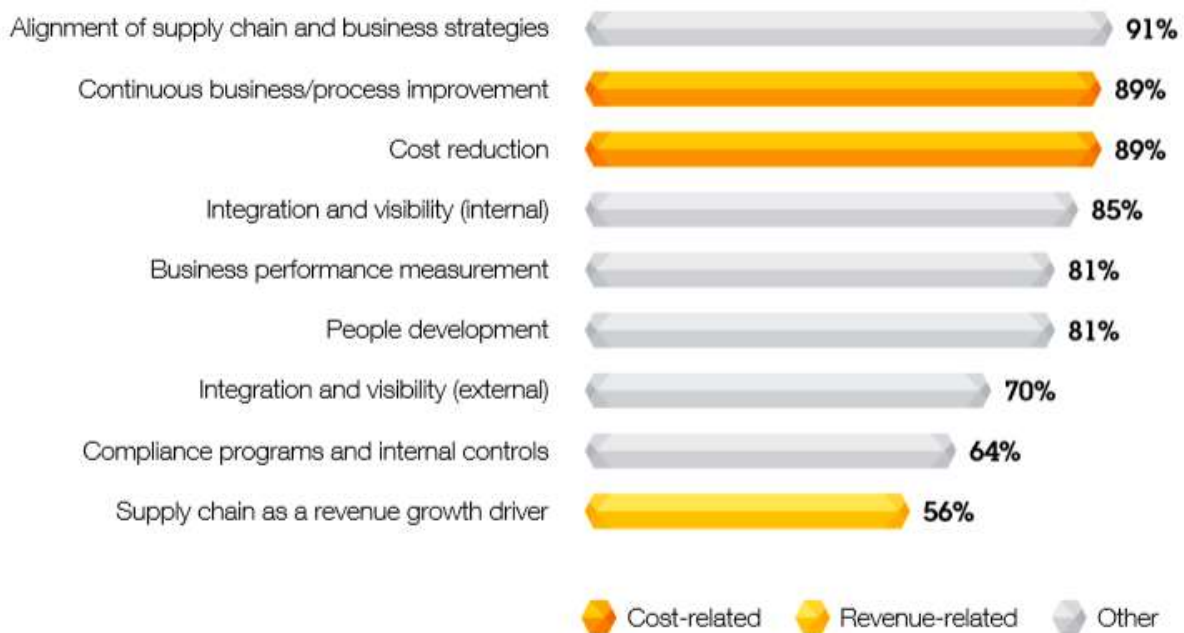 Alignment of supply chain and business strategies 91%
Continuous business/process improvement 89%
Cost reduction 89%
Integration and visibility (internal) 85%
Business performance measurement 81%
People development 81%
Integration and visibility (external) 70%
Compliance programs and internal controls 64%
Supply chain as a revenue growth driver 56%
Cost-related Revenue-related Other